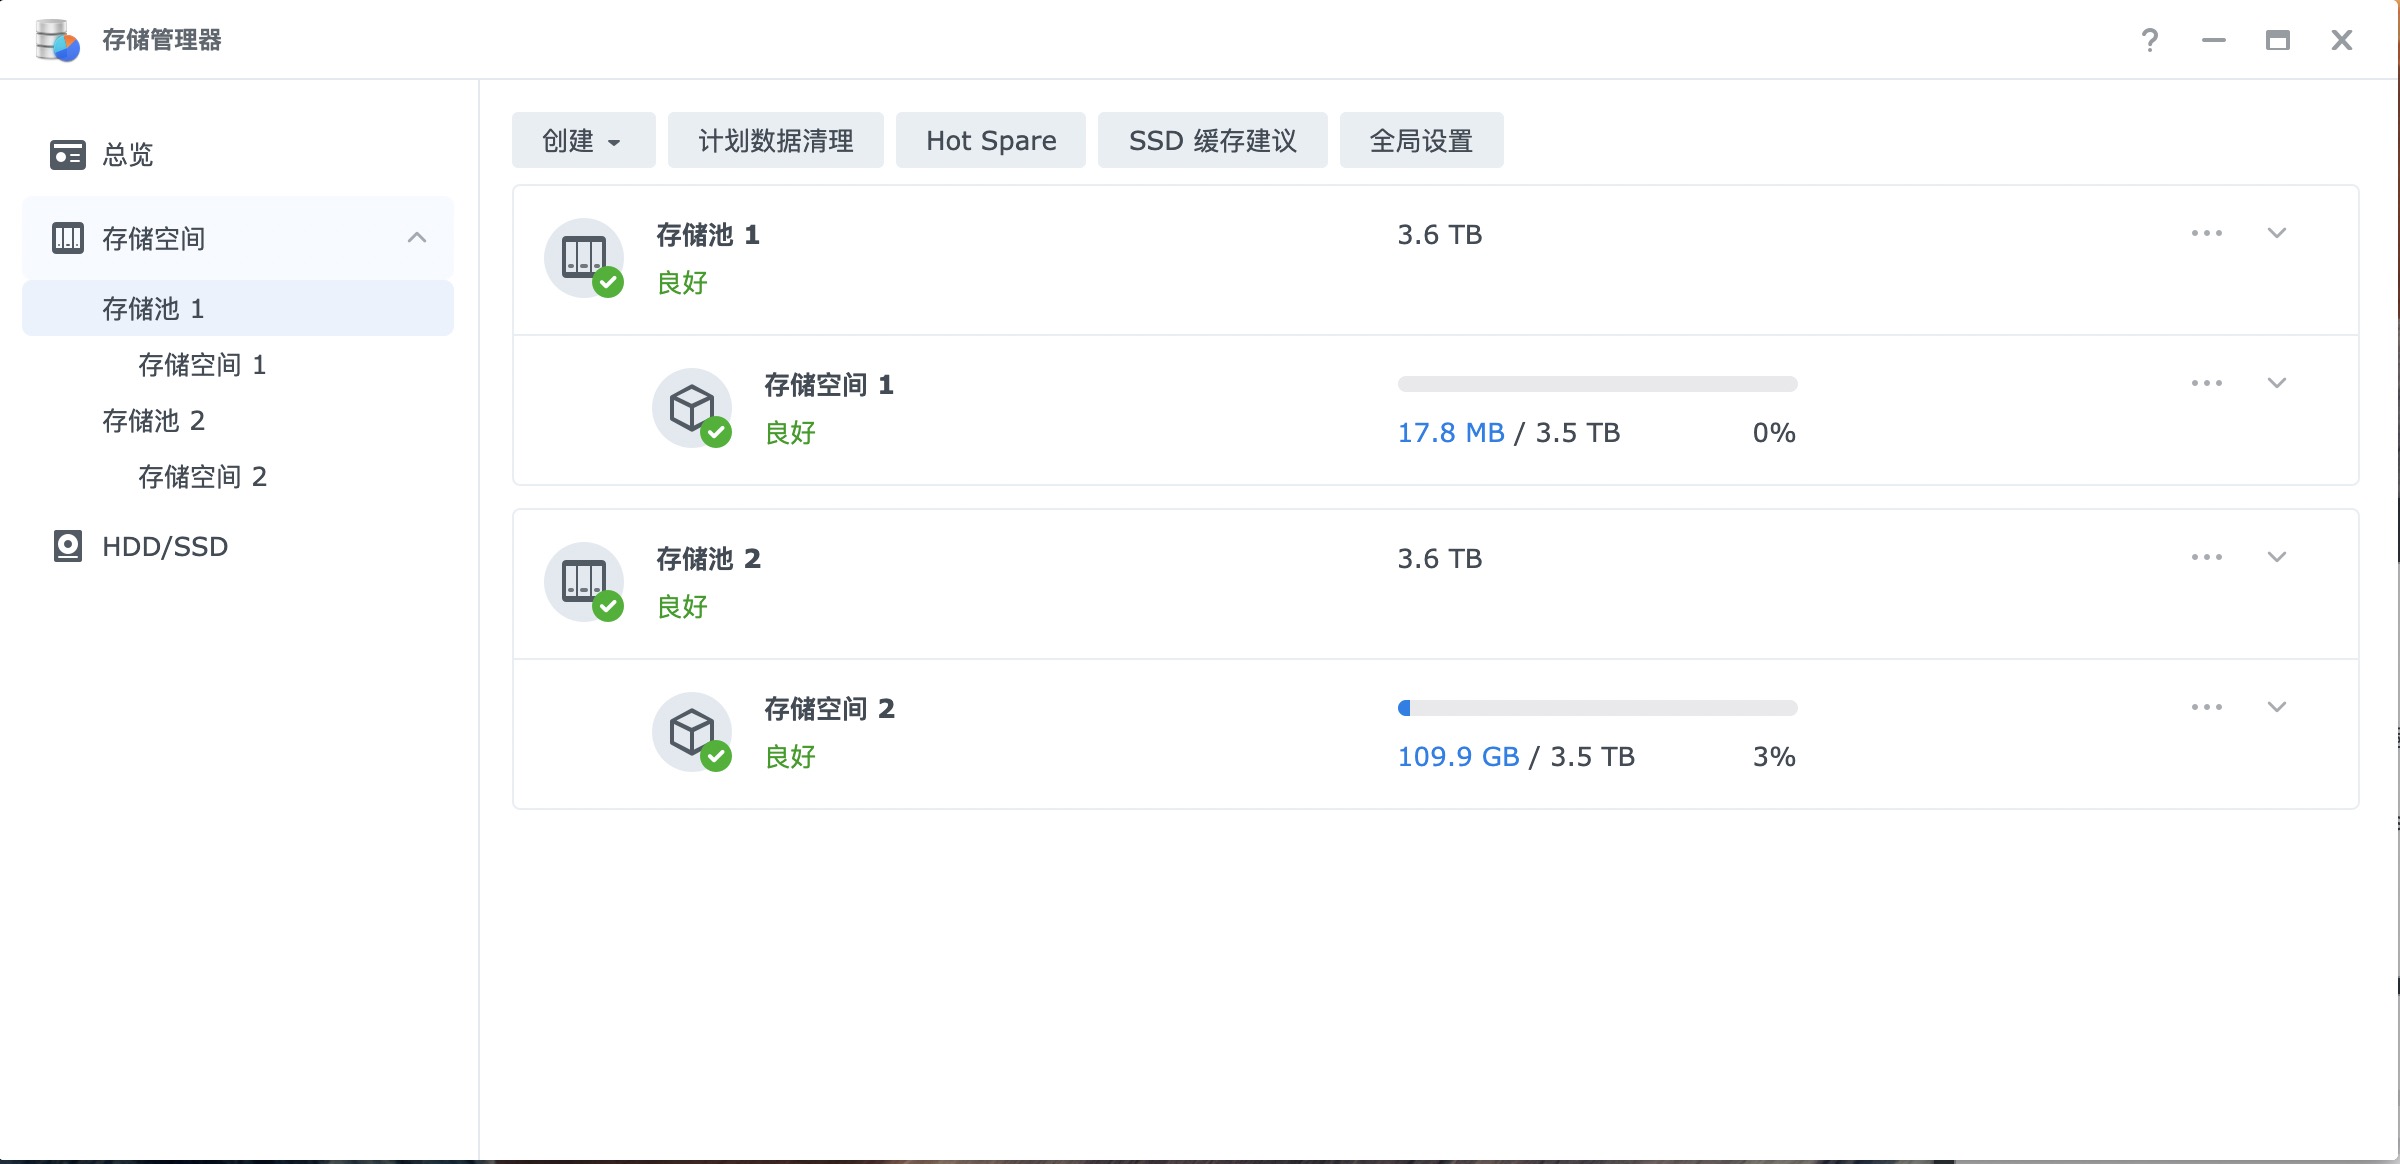 存储管理器
总览
存储空间
存储池 1
存储空间 1
存储池 2
存储空间 2
HDD/SSD
创建
计划数据清理
Hot Spare
SSD 缓存建议
全局设置
存储池 1
3.6 TB
良好
存储空间 1
良好
17.8 MB / 3.5 TB
0%
存储池 2
3.6 TB
良好
存储空间 2
良好
109.9 GB / 3.5 TB
3%